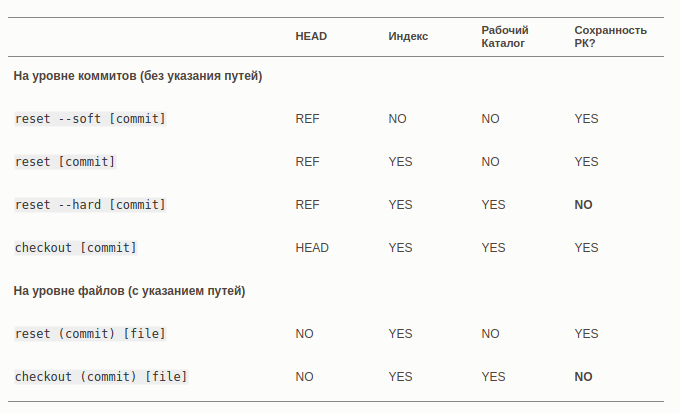 HEAD Индекс Рабочий Каталог Сохранность РК?
На уровне коммитов (без указания путей)
reset --soft [commit] REF NO NO YES
reset [commit] REF YES NO YES
reset --hard [commit] REF YES YES NO
checkout [commit] HEAD YES YES YES
На уровне файлов (с указанием путей)
reset (commit) [file] NO YES NO YES
checkout (commit) [file] NO YES YES NO